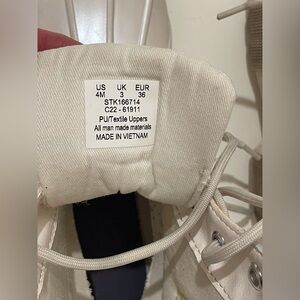 US UK EUR
4M 3 36
STK166714
C22 - 61911
PU/Textile Uppers
All man made materials
MADE IN VIETNAM